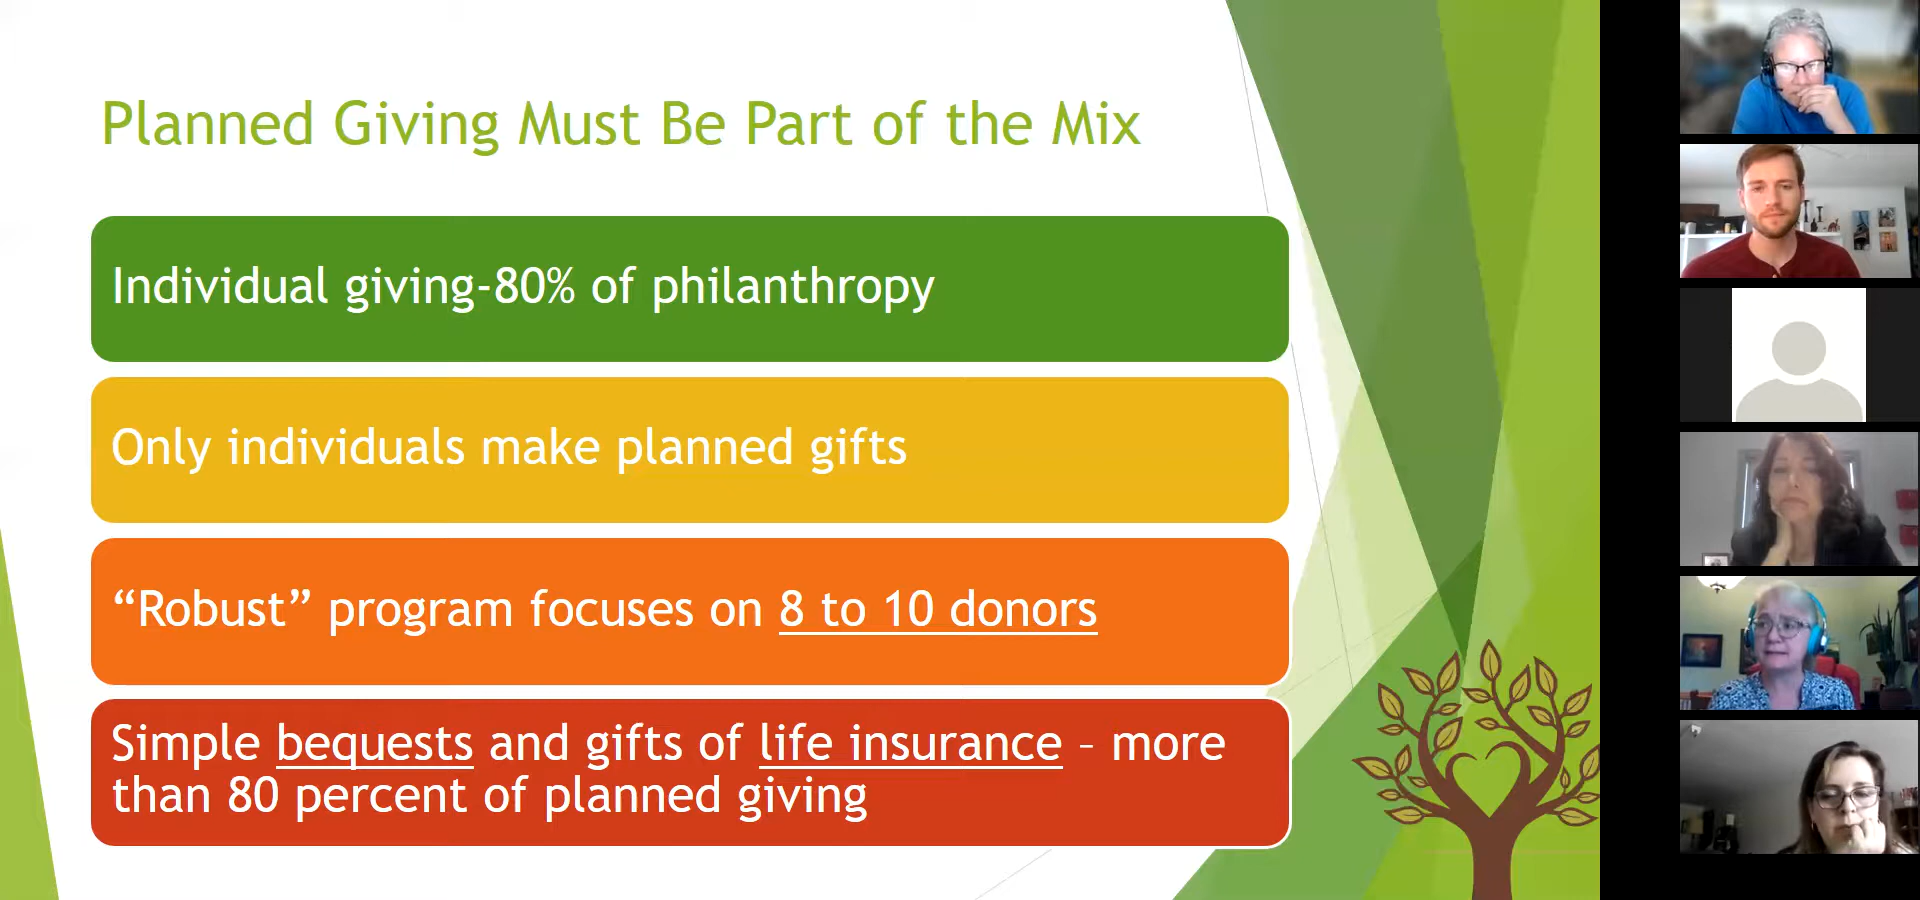 Planned Giving Must Be Part of the Mix
Individual giving-80% of philanthropy
Only individuals make planned gifts
“Robust” program focuses on 8 to 10 donors
Simple bequests and gifts of life insurance – more
than 80 percent of planned giving